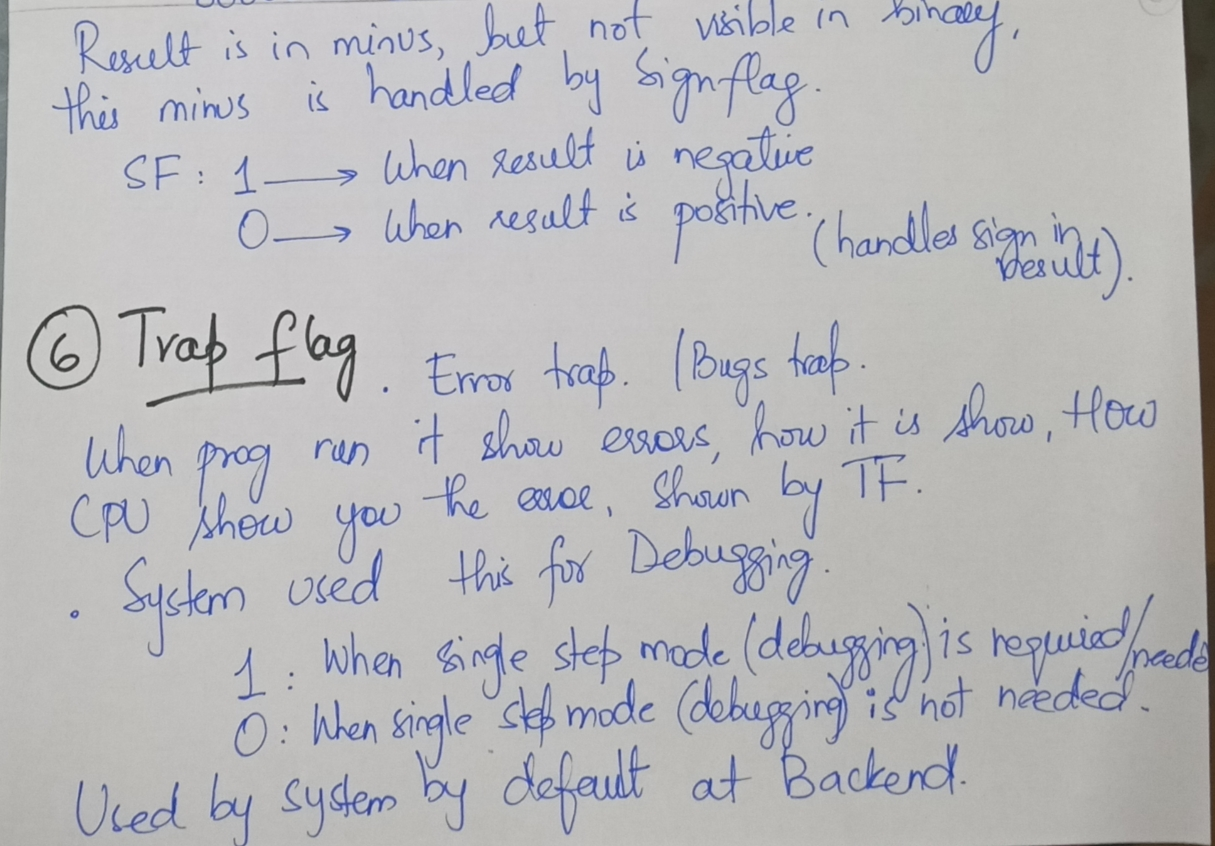 Result is in minus, but not visible in binary,
this minus is handled by Sign flag.
SF : 1 → When result is negative
0 → When result is positive.
(handles sign in
result).
⑥ Trap flag. Error trap. / Bugs trap.
When prog run it show errors, how it is show, How
CPU show you the error, shown by TF.
• System used this for Debugging.
1 : When single step mode (debugging) is required/neede
0 : When single step mode (debugging) is not needed.
Used by system by default at Backend.